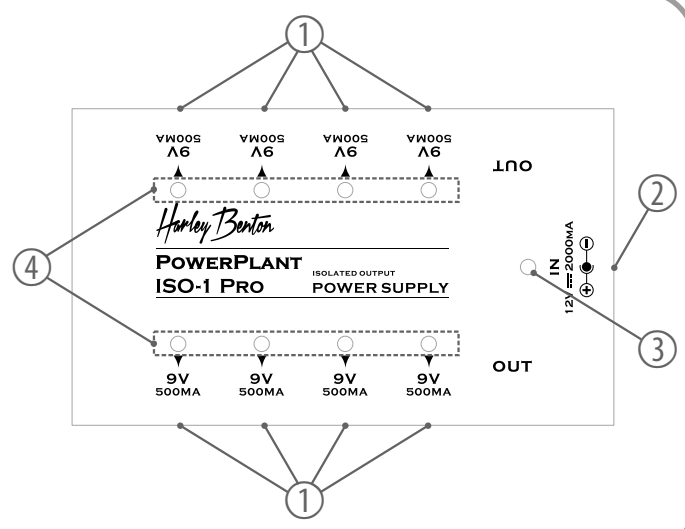 1
500MA 500MA 500MA 500MA
9V 9V 9V 9V
OUT
2
Harley Benton
4
POWERPLANT
ISO-1 PRO
ISOLATED OUTPUT
POWER SUPPLY
IN
12V ⎓ 2000MA
3
OUT
9V 9V 9V 9V
500MA 500MA 500MA 500MA
1